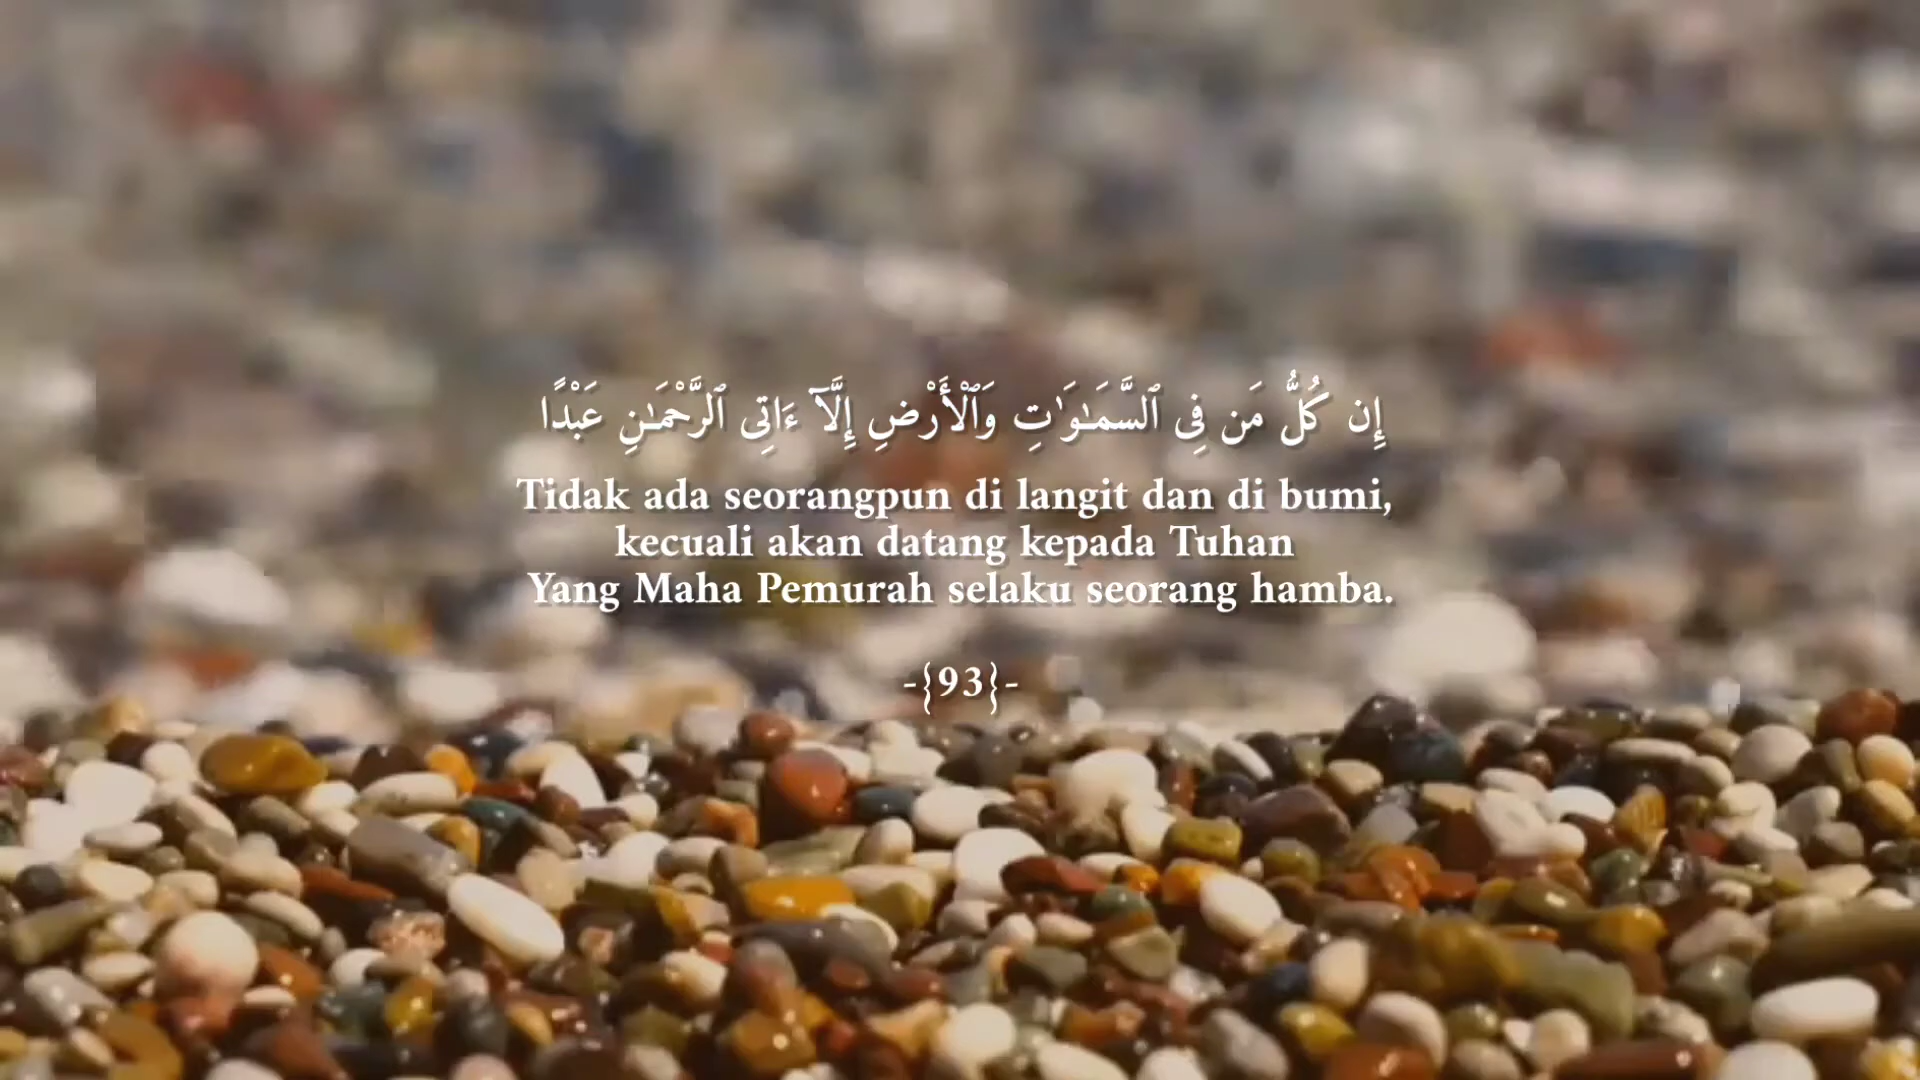 إِن كُلُّ مَن فِى ٱلسَّمَـٰوَٰتِ وَٱلْأَرْضِ إِلَّآ ءَاتِى ٱلرَّحْمَـٰنِ عَبْدًا
Tidak ada seorangpun di langit dan di bumi,
kecuali akan datang kepada Tuhan
Yang Maha Pemurah selaku seorang hamba.
-{93}-